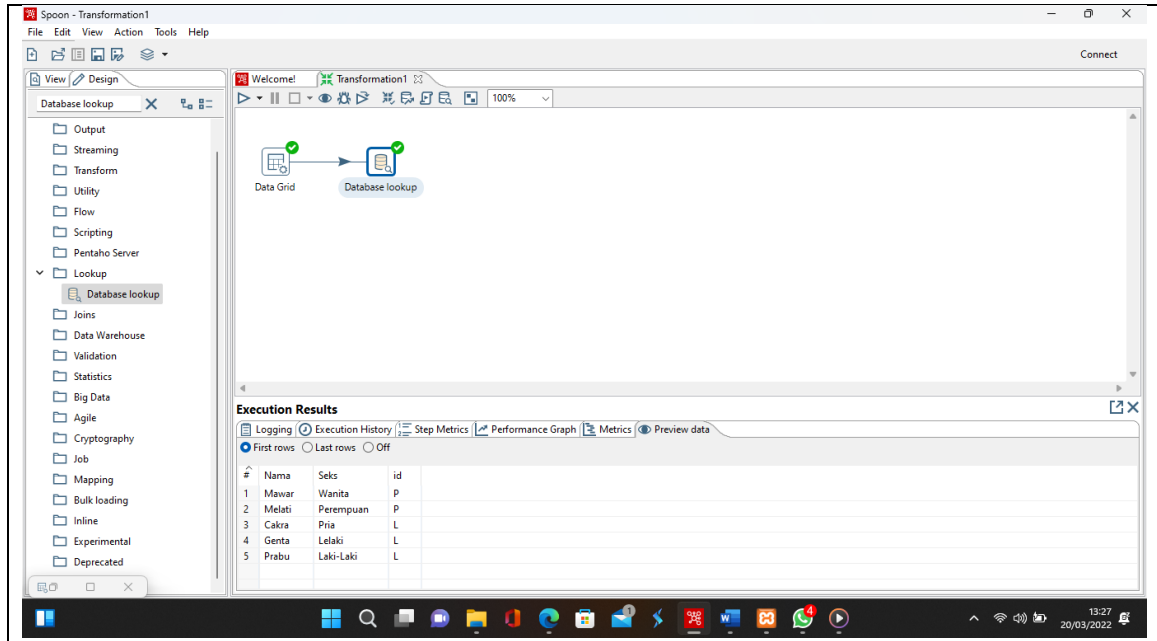 Spoon - Transformation1
File Edit View Action Tools Help
Connect
View Design
Database lookup
Output
Streaming
Transform
Utility
Flow
Scripting
Pentaho Server
Lookup
Database lookup
Joins
Data Warehouse
Validation
Statistics
Big Data
Agile
Cryptography
Job
Mapping
Bulk loading
Inline
Experimental
Deprecated
Welcome! Transformation1
100%
Data Grid Database lookup
Execution Results
Logging Execution History Step Metrics Performance Graph Metrics Preview data
First rows Last rows Off
# Nama Seks id
1 Mawar Wanita P
2 Melati Perempuan P
3 Cakra Pria L
4 Genta Lelaki L
5 Prabu Laki-Laki L
4
13:27
20/03/2022